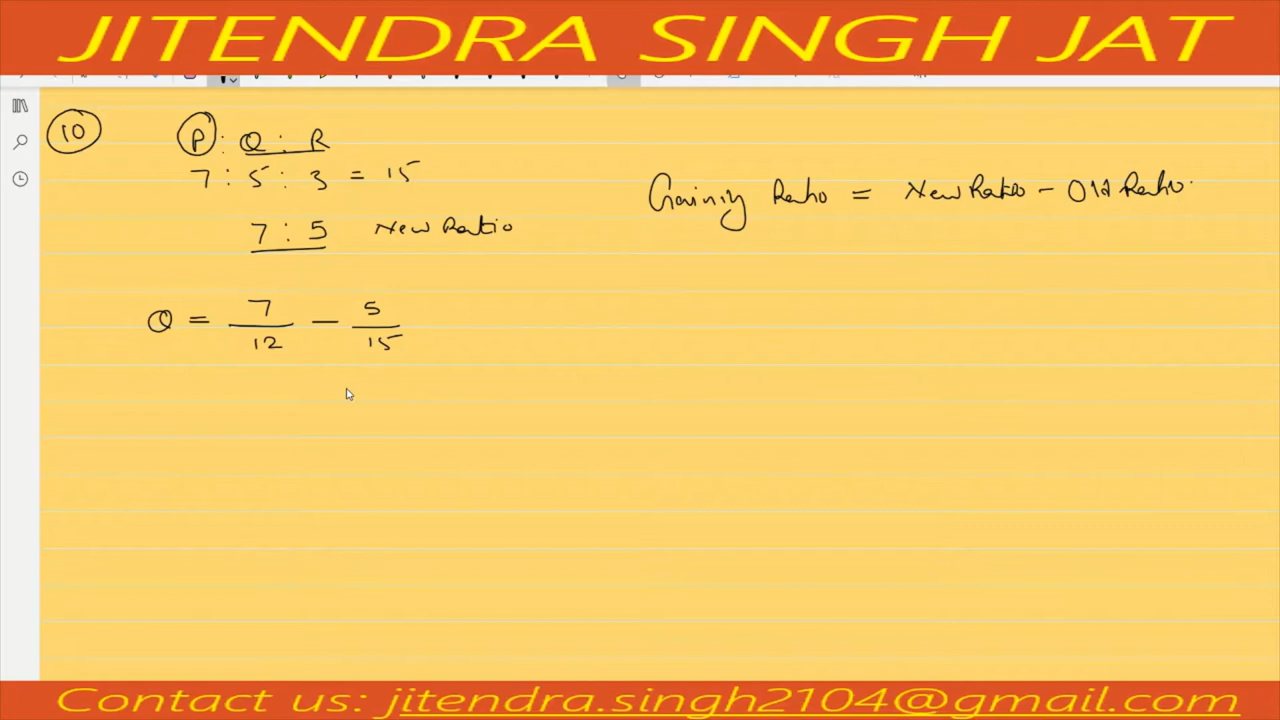 JITENDRA SINGH JAT
10
P : Q : R
7 : 5 : 3 = 15
Gaining Ratio = New Ratio - Old Ratio.
7 : 5 New Ratio
Q = 7/12 - 5/15
Contact us: jitendra.singh2104@gmail.com